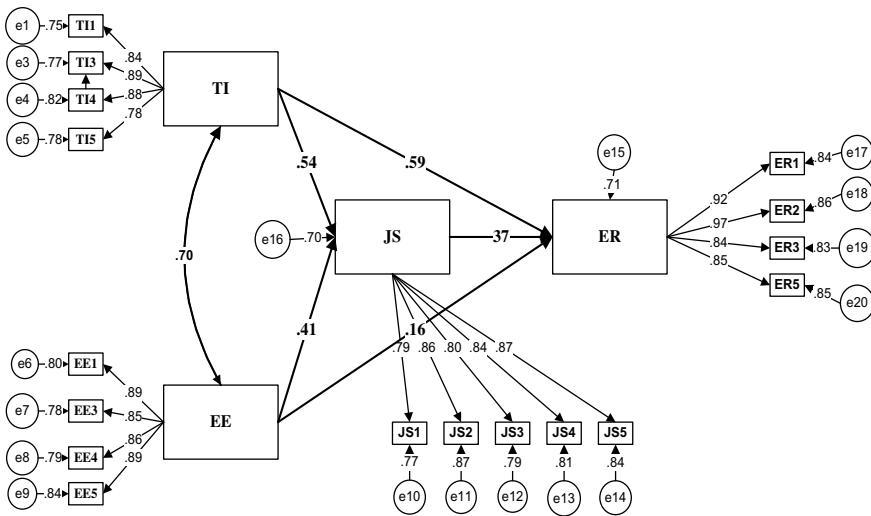 e1 .75 TI1
.84
e3 .77 TI3
.89
e4 .82 TI4
.88
e5 .78 TI5
.78
TI
.54
.59
.70
e16 .70
JS
37
e15
.71
ER
.92
.97
.84
.85
ER1 .84 e17
ER2 .86 e18
ER3 .83 e19
ER5 .85 e20
.41
.16
e6 .80 EE1
.89
e7 .78 EE3
.85
e8 .79 EE4
.86
e9 .84 EE5
.89
EE
.79 .86 .80 .84 .87
JS1 JS2 JS3 JS4 JS5
.77 .87 .79 .81 .84
e10 e11 e12 e13 e14